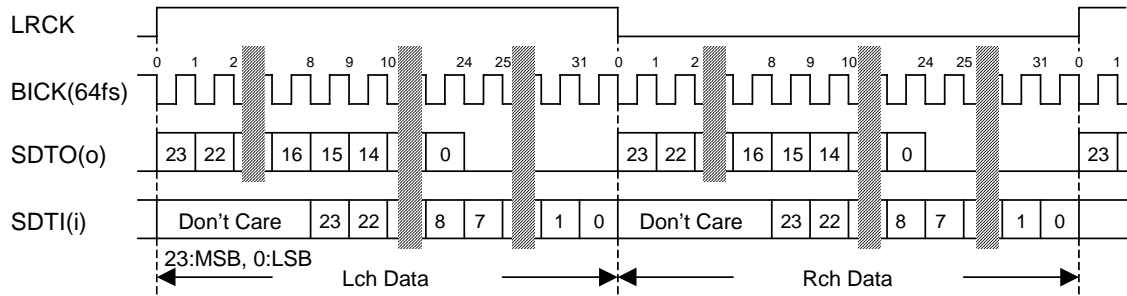 LRCK
0 1 2 8 9 10 24 25 31 0 1 2 8 9 10 24 25 31 0 1
BICK(64fs)
SDTO(o) 23 22 16 15 14 0 23 22 16 15 14 0 23
SDTI(i) Don't Care 23 22 8 7 1 0 Don't Care 23 22 8 7 1 0
23:MSB, 0:LSB
Lch Data Rch Data